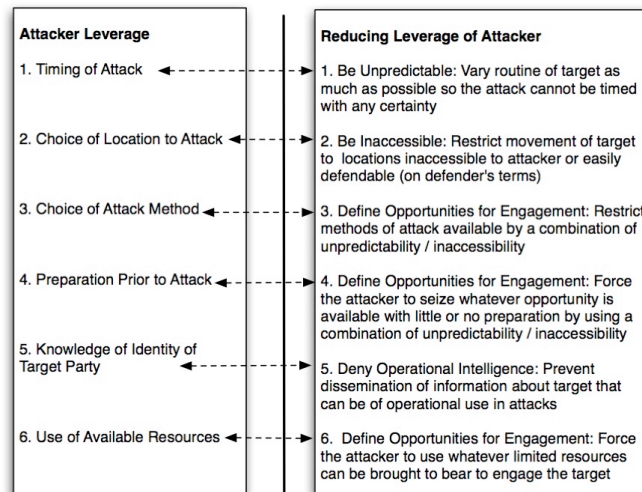 Attacker Leverage
1. Timing of Attack
2. Choice of Location to Attack
3. Choice of Attack Method
4. Preparation Prior to Attack
5. Knowledge of Identity of
Target Party
6. Use of Available Resources
Reducing Leverage of Attacker
1. Be Unpredictable: Vary routine of target as
much as possible so the attack cannot be timed
with any certainty
2. Be Inaccessible: Restrict movement of target
to locations inaccessible to attacker or easily
defendable (on defender's terms)
3. Define Opportunities for Engagement: Restrict
methods of attack available by a combination of
unpredictability / inaccessibility
4. Define Opportunities for Engagement: Force
the attacker to seize whatever opportunity is
available with little or no preparation by using a
combination of unpredictability / inaccessibility
5. Deny Operational Intelligence: Prevent
dissemination of information about target that
can be of operational use in attacks
6. Define Opportunities for Engagement: Force
the attacker to use whatever limited resources
can be brought to bear to engage the target